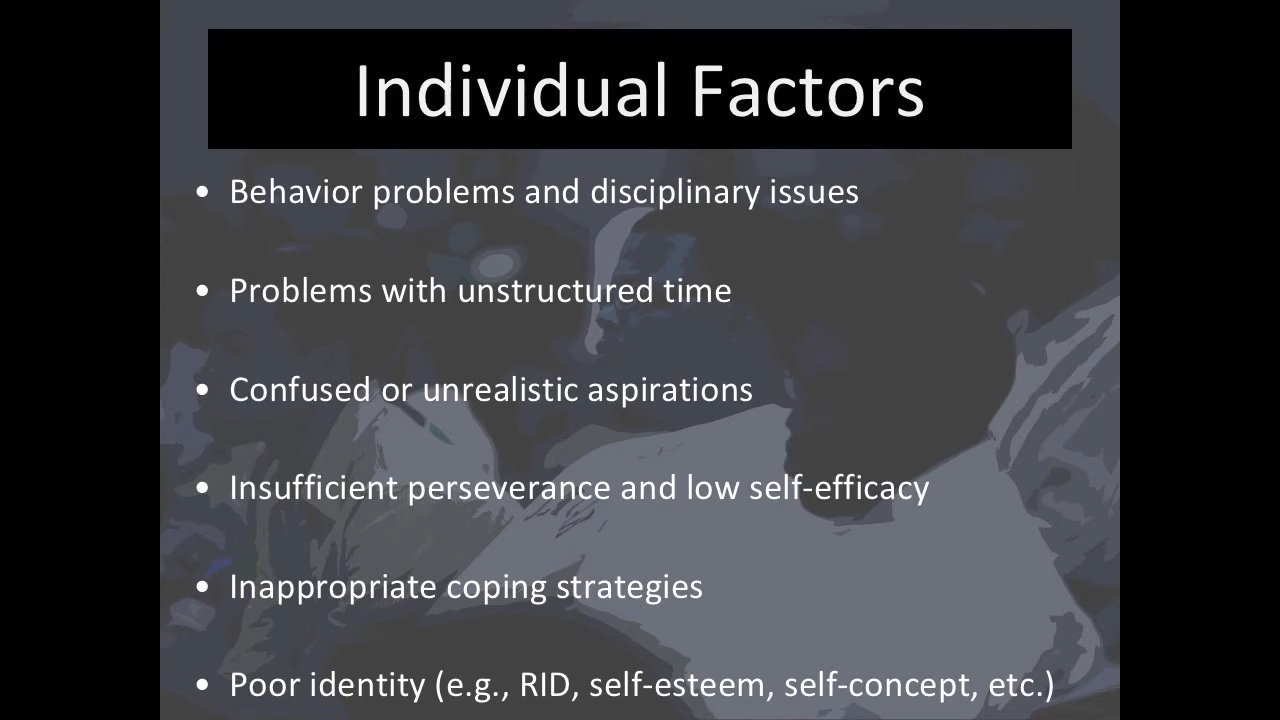 Individual Factors
• Behavior problems and disciplinary issues
• Problems with unstructured time
• Confused or unrealistic aspirations
• Insufficient perseverance and low self-efficacy
• Inappropriate coping strategies
• Poor identity (e.g., RID, self-esteem, self-concept, etc.)